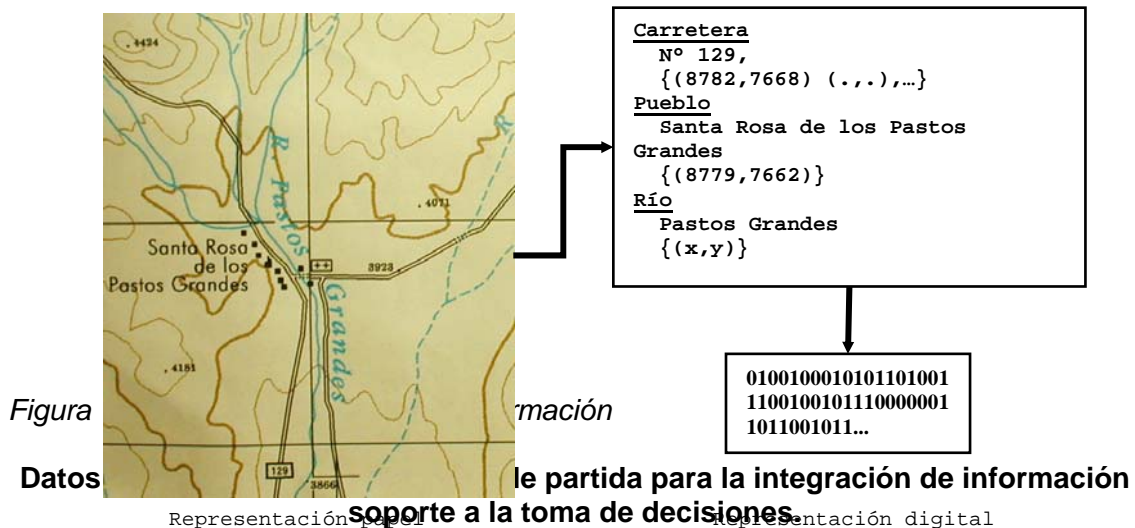 4424
R. Pastos
4071
Santa Rosa
de los
Pastos Grandes
3923
Grandes
4181
129
3866
Carretera
Nº 129,
{(8782,7668) (.,.),…}
Pueblo
Santa Rosa de los Pastos
Grandes
{(8779,7662)}
Río
Pastos Grandes
{(x,y)}
0100100010101101001
1100100101110000001
1011001011...
Figura rmación
Datos e partida para la integración de información
soporte a la toma de decisiones.
Representación papel
Representación digital